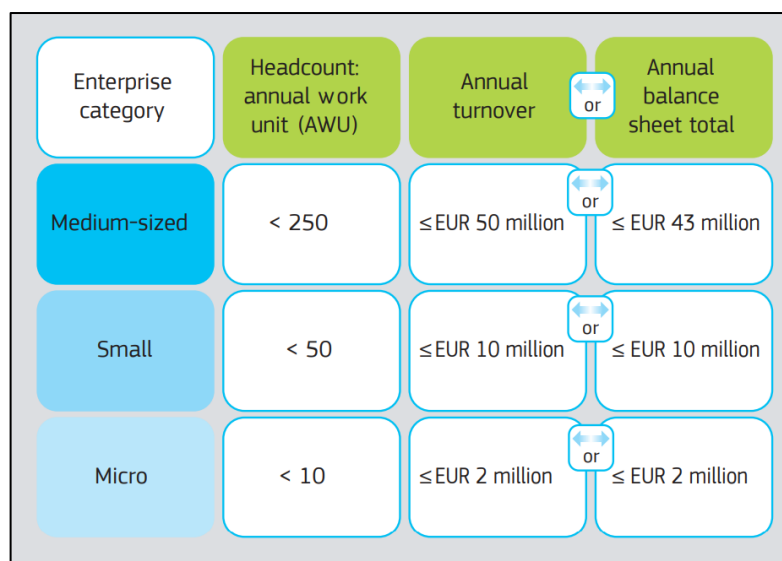 Enterprise
category
Headcount:
annual work
unit (AWU)
Annual
turnover
or
Annual
balance
sheet total
Medium-sized
< 250
≤ EUR 50 million
or
≤ EUR 43 million
Small
< 50
≤ EUR 10 million
or
≤ EUR 10 million
Micro
< 10
≤ EUR 2 million
or
≤ EUR 2 million